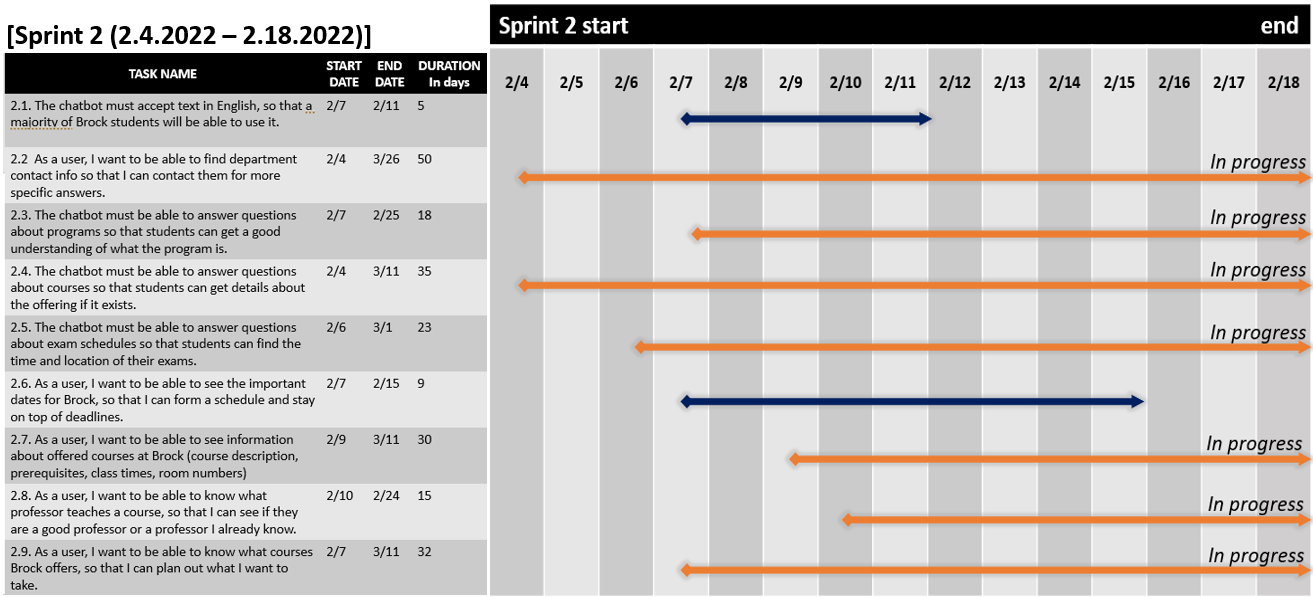 [Sprint 2 (2.4.2022 – 2.18.2022)]
Sprint 2 start end
TASK NAME START DATE END DATE DURATION In days
2/4 2/5 2/6 2/7 2/8 2/9 2/10 2/11 2/12 2/13 2/14 2/15 2/16 2/17 2/18
2.1. The chatbot must accept text in English, so that a 2/7 2/11 5
majority of Brock students will be able to use it.
2.2 As a user, I want to be able to find department 2/4 3/26 50
contact info so that I can contact them for more
specific answers.
In progress
2.3. The chatbot must be able to answer questions 2/7 2/25 18
about programs so that students can get a good
understanding of what the program is.
In progress
2.4. The chatbot must be able to answer questions 2/4 3/11 35
about courses so that students can get details about
the offering if it exists.
In progress
2.5. The chatbot must be able to answer questions 2/6 3/1 23
about exam schedules so that students can find the
time and location of their exams.
In progress
2.6. As a user, I want to be able to see the important 2/7 2/15 9
dates for Brock, so that I can form a schedule and stay
on top of deadlines.
2.7. As a user, I want to be able to see information 2/9 3/11 30
about offered courses at Brock (course description,
prerequisites, class times, room numbers)
In progress
2.8. As a user, I want to be able to know what 2/10 2/24 15
professor teaches a course, so that I can see if they
are a good professor or a professor I already know.
In progress
2.9. As a user, I want to be able to know what courses 2/7 3/11 32
Brock offers, so that I can plan out what I want to
take.
In progress